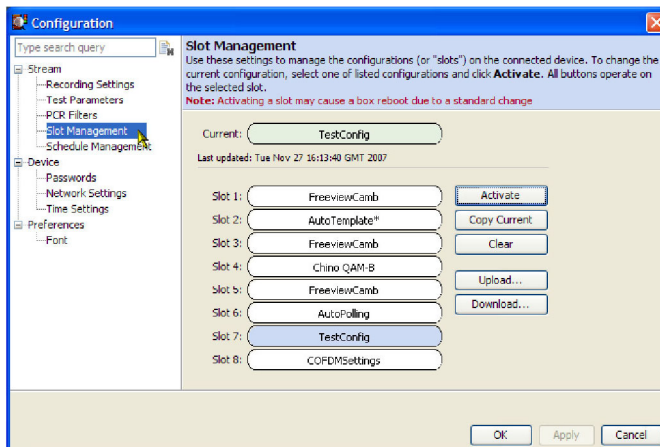 Configuration
Type search query
Stream
Recording Settings
Test Parameters
PCR Filters
Slot Management
Schedule Management
Device
Passwords
Network Settings
Time Settings
Preferences
Font
Slot Management
Use these settings to manage the configurations (or "slots") on the connected device. To change the
current configuration, select one of listed configurations and click Activate. All buttons operate on
the selected slot.
Note: Activating a slot may cause a box reboot due to a standard change
Current: TestConfig
Last updated: Tue Nov 27 16:13:40 GMT 2007
Slot 1: FreeviewCamb
Slot 2: AutoTemplate*
Slot 3: FreeviewCamb
Slot 4: Chino QAM-B
Slot 5: FreeviewCamb
Slot 6: AutoPolling
Slot 7: TestConfig
Slot 8: COFDMSettings
Activate
Copy Current
Clear
Upload...
Download...
OK
Apply
Cancel